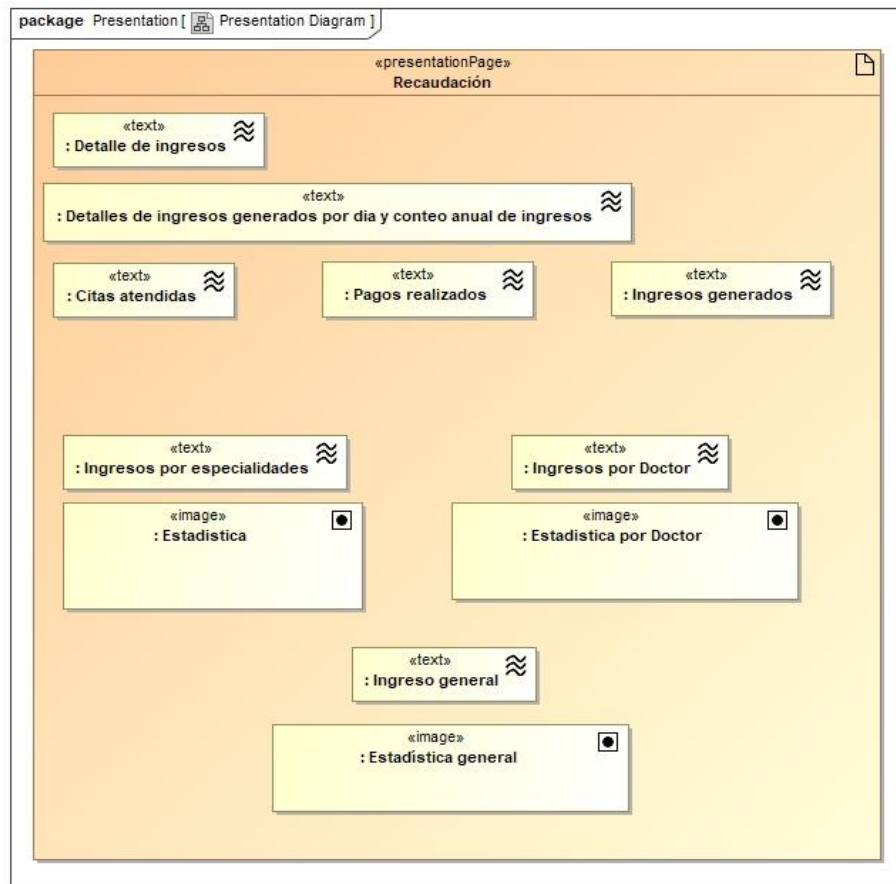 package Presentation [ Presentation Diagram ]
«presentationPage»
Recaudación
«text»
: Detalle de ingresos
«text»
: Detalles de ingresos generados por dia y conteo anual de ingresos
«text»
: Citas atendidas
«text»
: Pagos realizados
«text»
: Ingresos generados
«text»
: Ingresos por especialidades
«text»
: Ingresos por Doctor
«image»
: Estadistica
«image»
: Estadistica por Doctor
«text»
: Ingreso general
«image»
: Estadística general